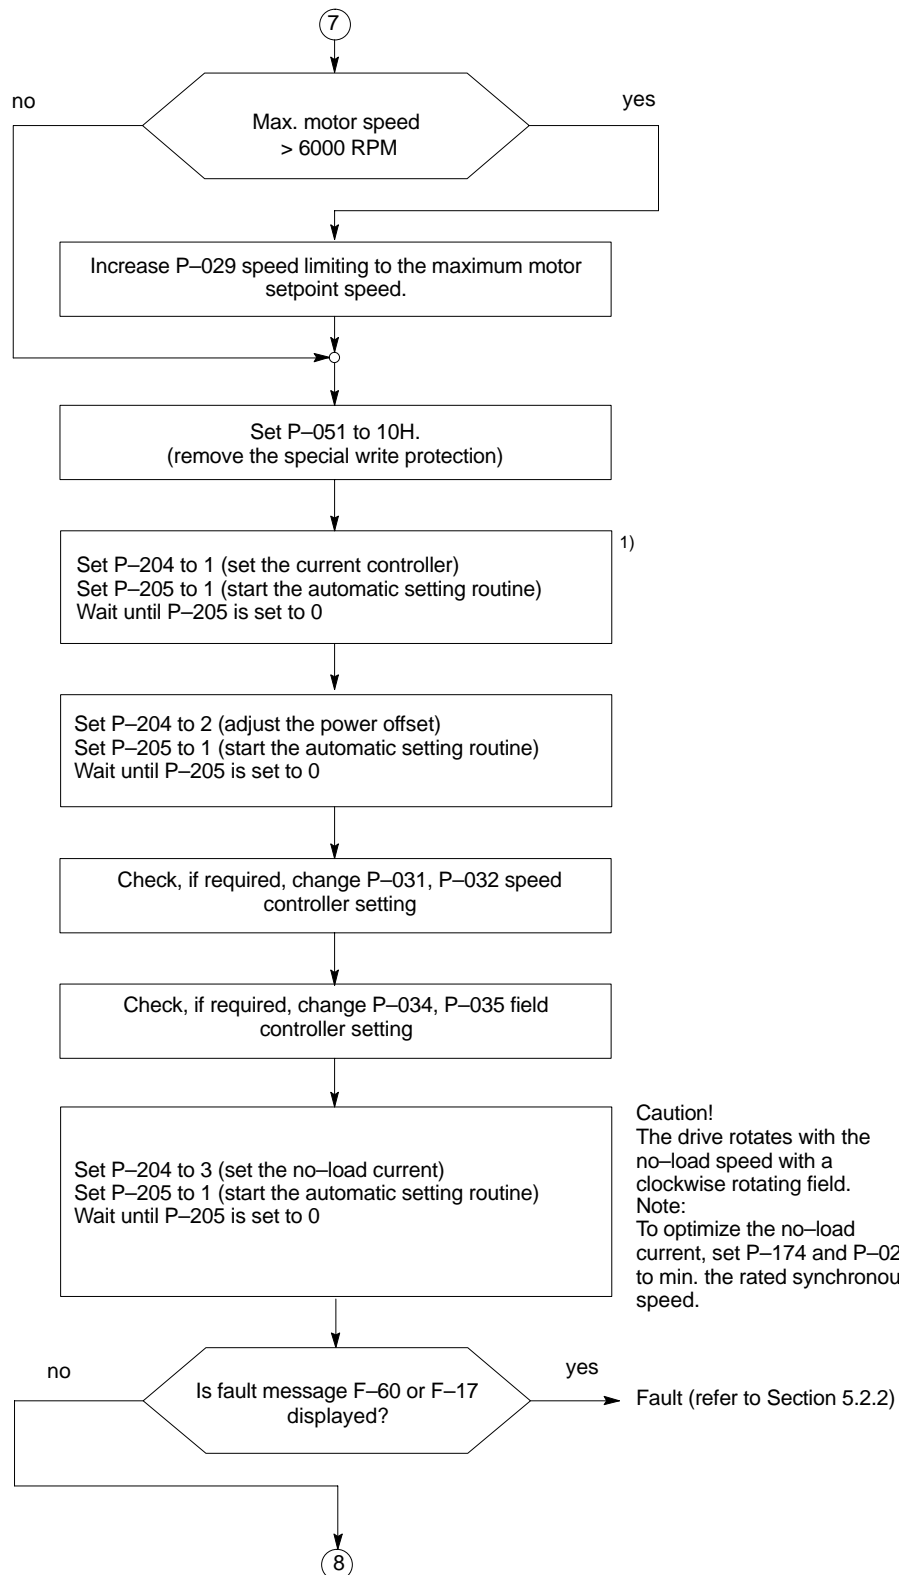 7
no
yes
Max. motor speed
> 6000 RPM
Increase P–029 speed limiting to the maximum motor
setpoint speed.
Set P–051 to 10H.
(remove the special write protection)
1)
Set P–204 to 1 (set the current controller)
Set P–205 to 1 (start the automatic setting routine)
Wait until P–205 is set to 0
Set P–204 to 2 (adjust the power offset)
Set P–205 to 1 (start the automatic setting routine)
Wait until P–205 is set to 0
Check, if required, change P–031, P–032 speed
controller setting
Check, if required, change P–034, P–035 field
controller setting
Set P–204 to 3 (set the no–load current)
Set P–205 to 1 (start the automatic setting routine)
Wait until P–205 is set to 0
Caution!
The drive rotates with the
no–load speed with a
clockwise rotating field.
Note:
To optimize the no–load
current, set P–174 and
to min. the rated
speed.
no
yes
Is fault message F–60 or F–17
displayed?
Fault (refer to Section 5.2.2)
8